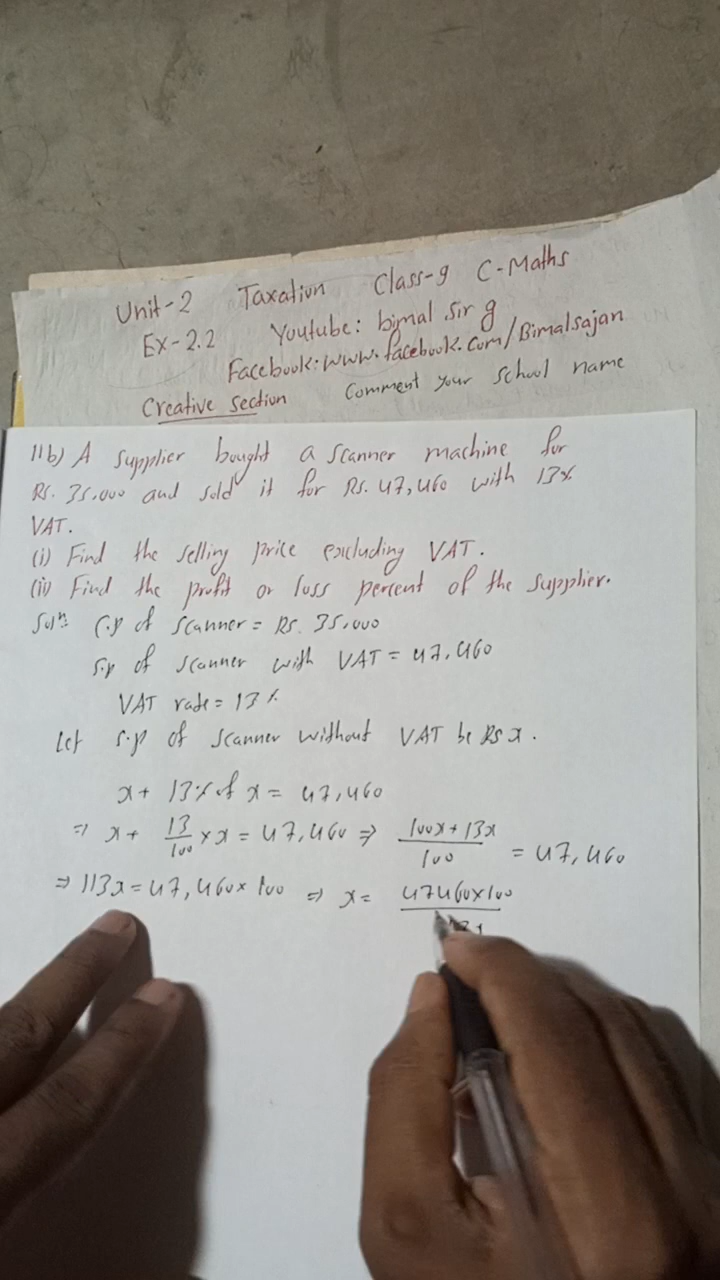 Unit-2 Taxation Class-9 C-Maths
Ex-2.2 Youtube: bimal sir g
Facebook: www.facebook.com/Bimalsajan
Creative section Comment your school name
11b) A supplier bought a scanner machine for
Rs. 35,000 and sold it for Rs. 47,460 with 13%
VAT.
(i) Find the selling price excluding VAT.
(ii) Find the profit or loss percent of the supplier.
Solⁿ: C.p of scanner = Rs. 35,000
S.p of scanner with VAT = 47,460
VAT rate = 13%
Let S.p of scanner without VAT be Rs x.
x + 13% of x = 47,460
⇒ x + 13/100 × x = 47,460 ⇒ 100x + 13x / 100 = 47,460
⇒ 113x = 47,460 × 100 ⇒ x = 47460 × 100